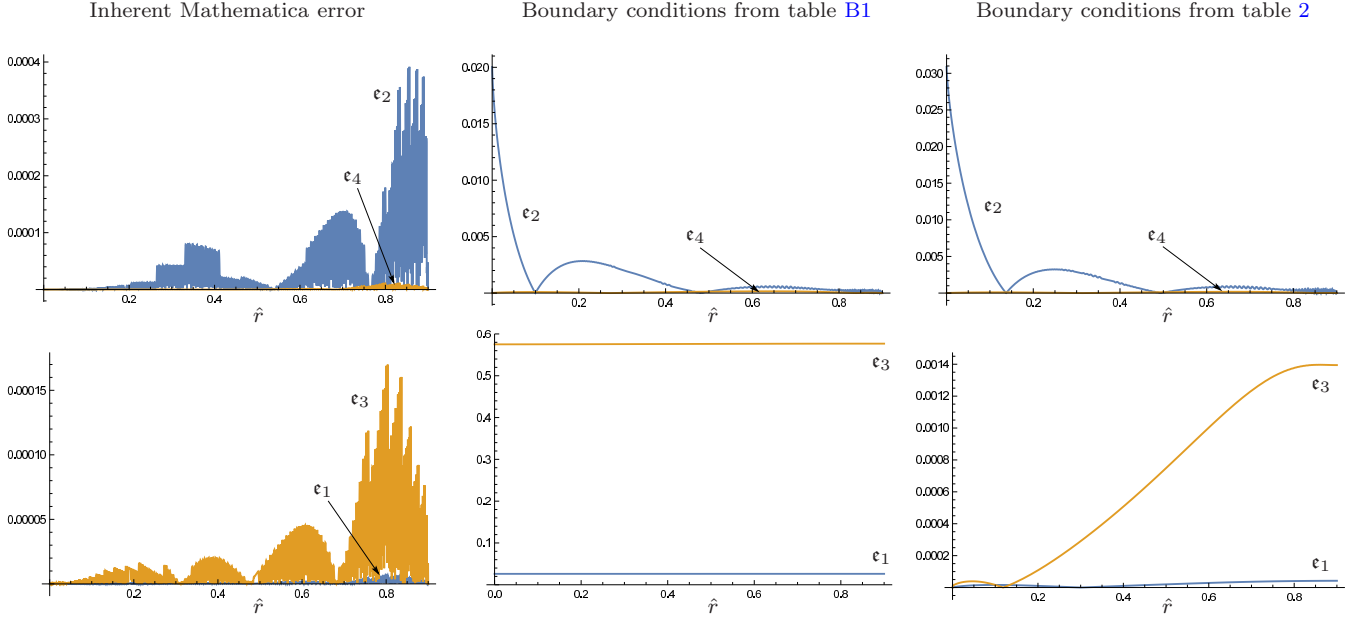 Inherent Mathematica error
Boundary conditions from table B1
Boundary conditions from table 2
0.0004
0.0003
0.0002
0.0001
𝔢2
𝔢4
0.2 0.4 0.6 0.8
r̂
0.020
0.015
0.010
0.005
𝔢2
𝔢4
0.2 0.4 0.6 0.8
r̂
0.030
0.025
0.020
0.015
0.010
0.005
𝔢2
𝔢4
0.2 0.4 0.6 0.8
r̂
0.00015
0.00010
0.00005
𝔢3
𝔢1
0.2 0.4 0.6 0.8
r̂
0.6
0.5
0.4
0.3
0.2
0.1
𝔢3
𝔢1
0.0 0.2 0.4 0.6 0.8
r̂
0.0014
0.0012
0.0010
0.0008
0.0006
0.0004
0.0002
𝔢3
𝔢1
0.2 0.4 0.6 0.8
r̂